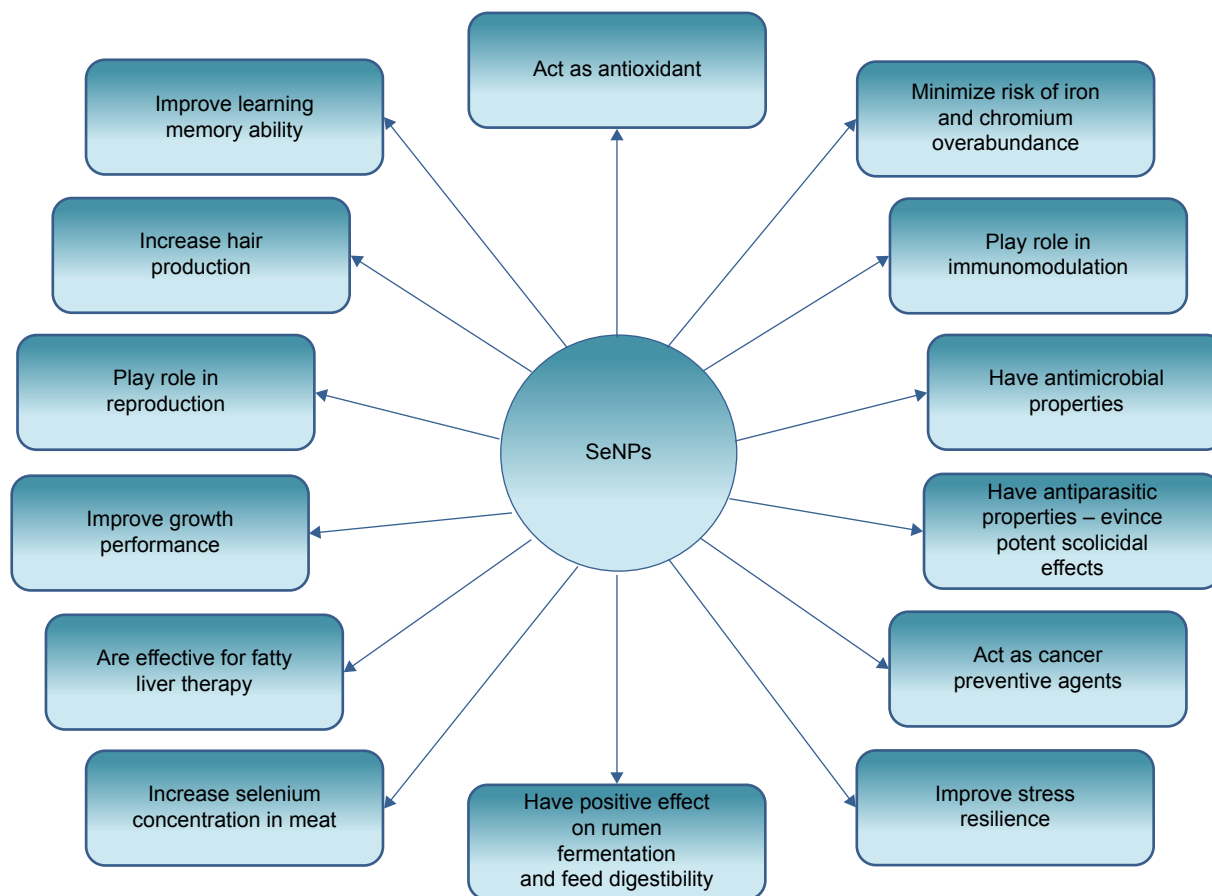 Act as antioxidant
Minimize risk of iron
and chromium
overabundance
Play role in
immunomodulation
Have antimicrobial
properties
Have antiparasitic
properties – evince
potent scolicidal
effects
Act as cancer
preventive agents
Improve stress
resilience
Have positive effect
on rumen
fermentation
and feed digestibility
Increase selenium
concentration in meat
Are effective for fatty
liver therapy
Improve growth
performance
Play role in
reproduction
Increase hair
production
Improve learning
memory ability
SeNPs